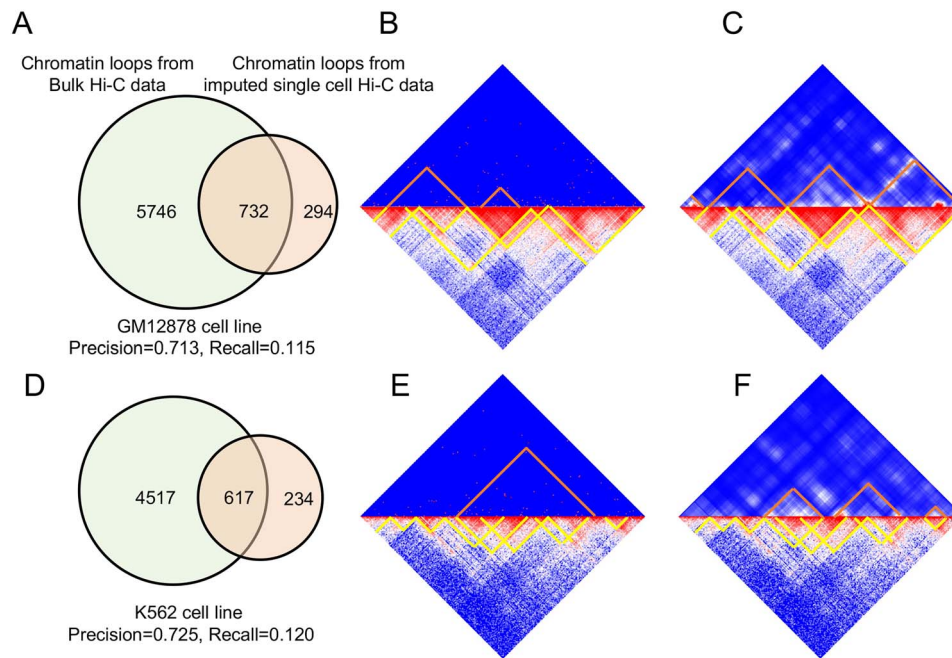 A
B
C
Chromatin loops from
Bulk Hi-C data
Chromatin loops from
imputed single cell Hi-C data
5746
732
294
GM12878 cell line
Precision=0.713, Recall=0.115
D
E
F
4517
617
234
K562 cell line
Precision=0.725, Recall=0.120